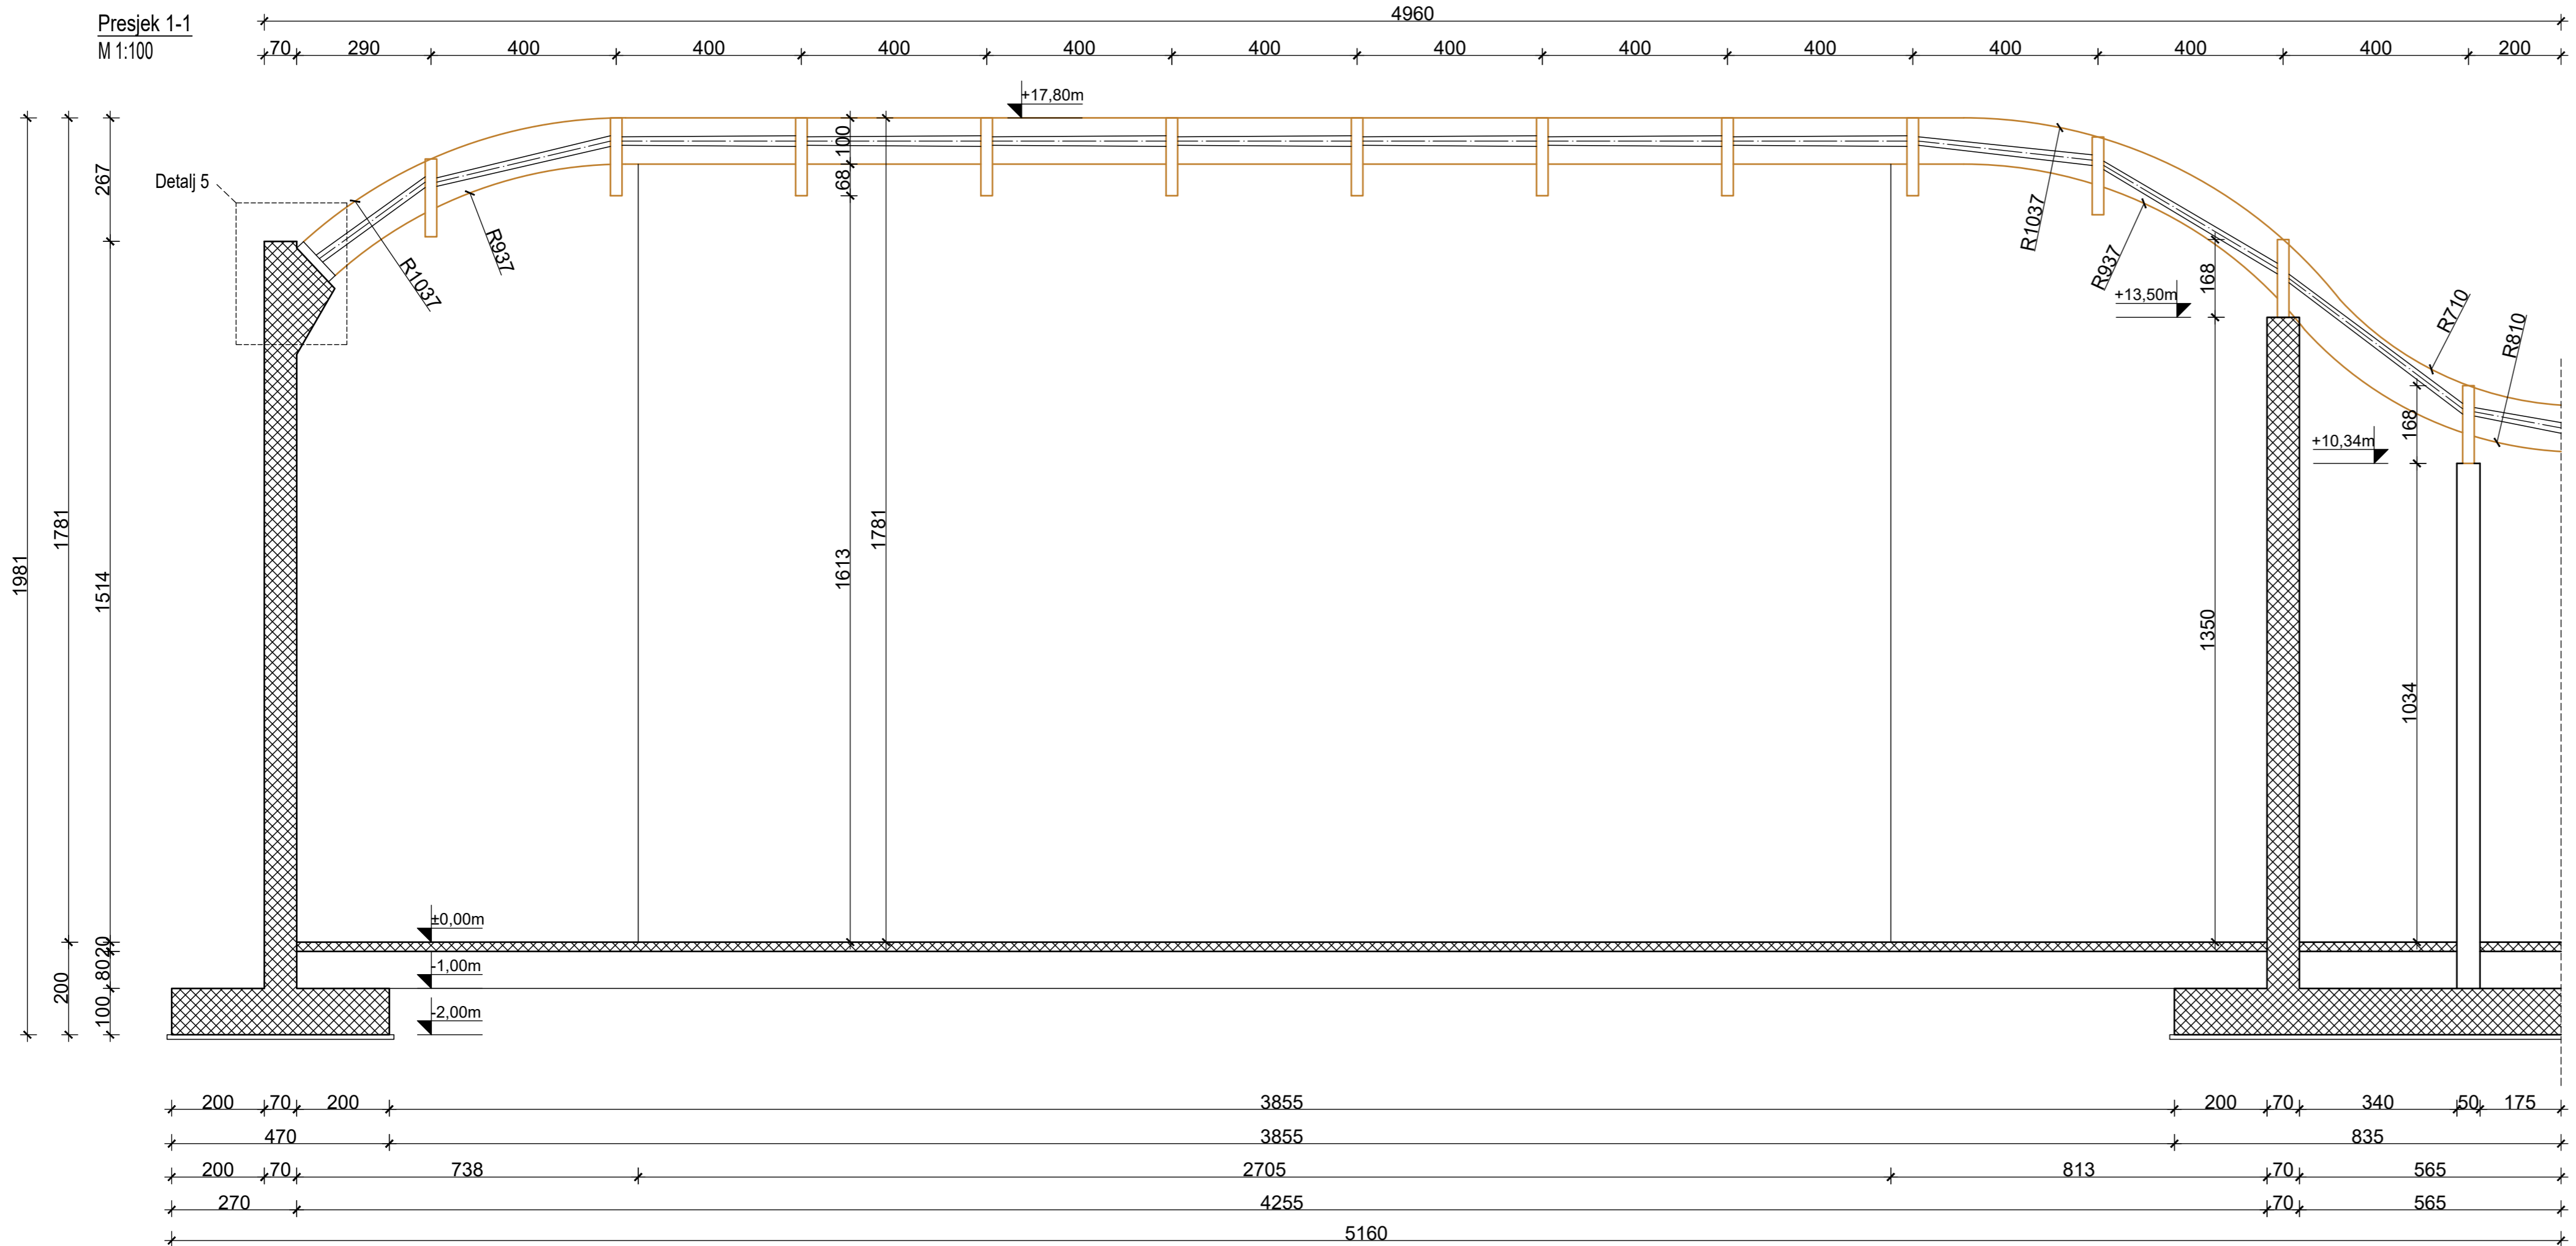 Presjek 1-1
M 1:100
4960
70 290 400 400 400 400 400 400 400 400 400 400 400 200
+17,80m
Detalj 5
R1037
R937
R1037
R937
R710
R810
+13,50m
+10,34m
168
168
1350
1034
100
68
1613
1781
267
1514
1781
1981
20
80
100
200
±0,00m
-1,00m
-2,00m
200 70 200 3855 200 70 340 50 175
470 3855 835
200 70 738 2705 813 70 565
270 4255 70 565
5160